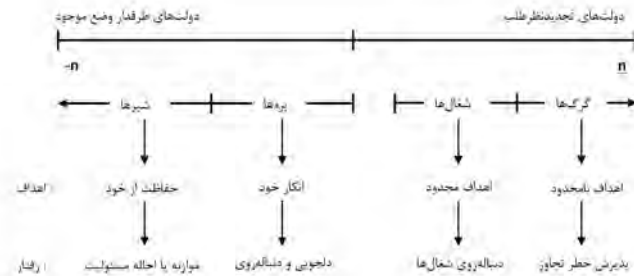 دولت‌های تجدیدنظرطلب دولت‌های طرفدار وضع موجود
-n n
گرگ‌ها شغال‌ها بره‌ها شیرها
اهداف نامحدود اهداف محدود انکار خود حفاظت از خود اهداف:
پذیرش خطر تجاوز دنباله‌روی شغال‌ها دلجویی و دنباله‌روی موازنه یا احاله مسئولیت رفتار: